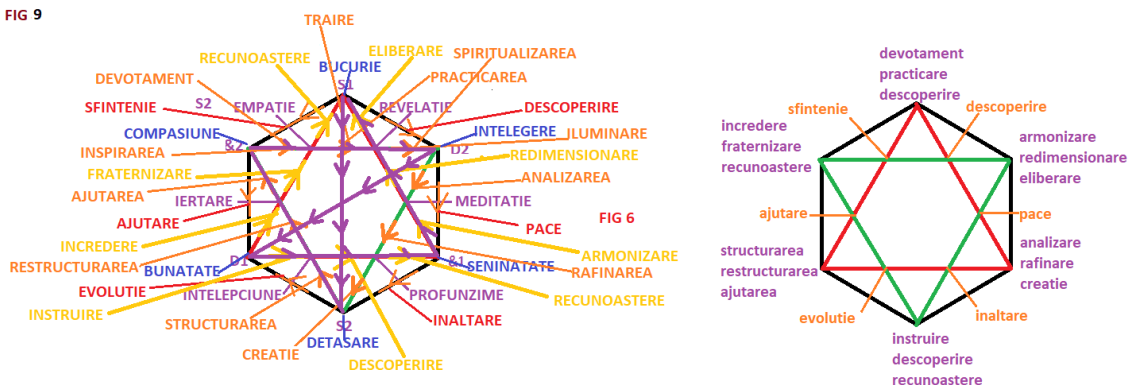 FIG 9
TRAIRE
RECUNOASTERE
ELIBERARE
SPIRITUALIZAREA
BUCURIE
DEVOTAMENT
PRACTICAREA
S1
SFINTENIE
S2
EMPATIE
REVELATIE
DESCOPERIRE
COMPASIUNE
INTELEGERE
ILUMINARE
&2
D2
INSPIRAREA
REDIMENSIONARE
FRATERNIZARE
ANALIZAREA
AJUTAREA
IERTARE
MEDITATIE
AJUTARE
PACE
FIG 6
INCREDERE
ARMONIZARE
D1
&1
RESTRUCTURAREA
BUNATATE
SENINATATE
RAFINAREA
EVOLUTIE
INTELEPCIUNE
PROFUNZIME
RECUNOASTERE
INSTRUIRE
STRUCTURAREA
S2
INALTARE
DETASARE
CREATIE
DESCOPERIRE
devotament
practicare
descoperire
sfintenie
descoperire
incredere
fraternizare
recunoastere
armonizare
redimensionare
eliberare
ajutare
pace
structurarea
restructurarea
ajutarea
analizare
rafinare
creatie
evolutie
inaltare
instruire
descoperire
recunoastere